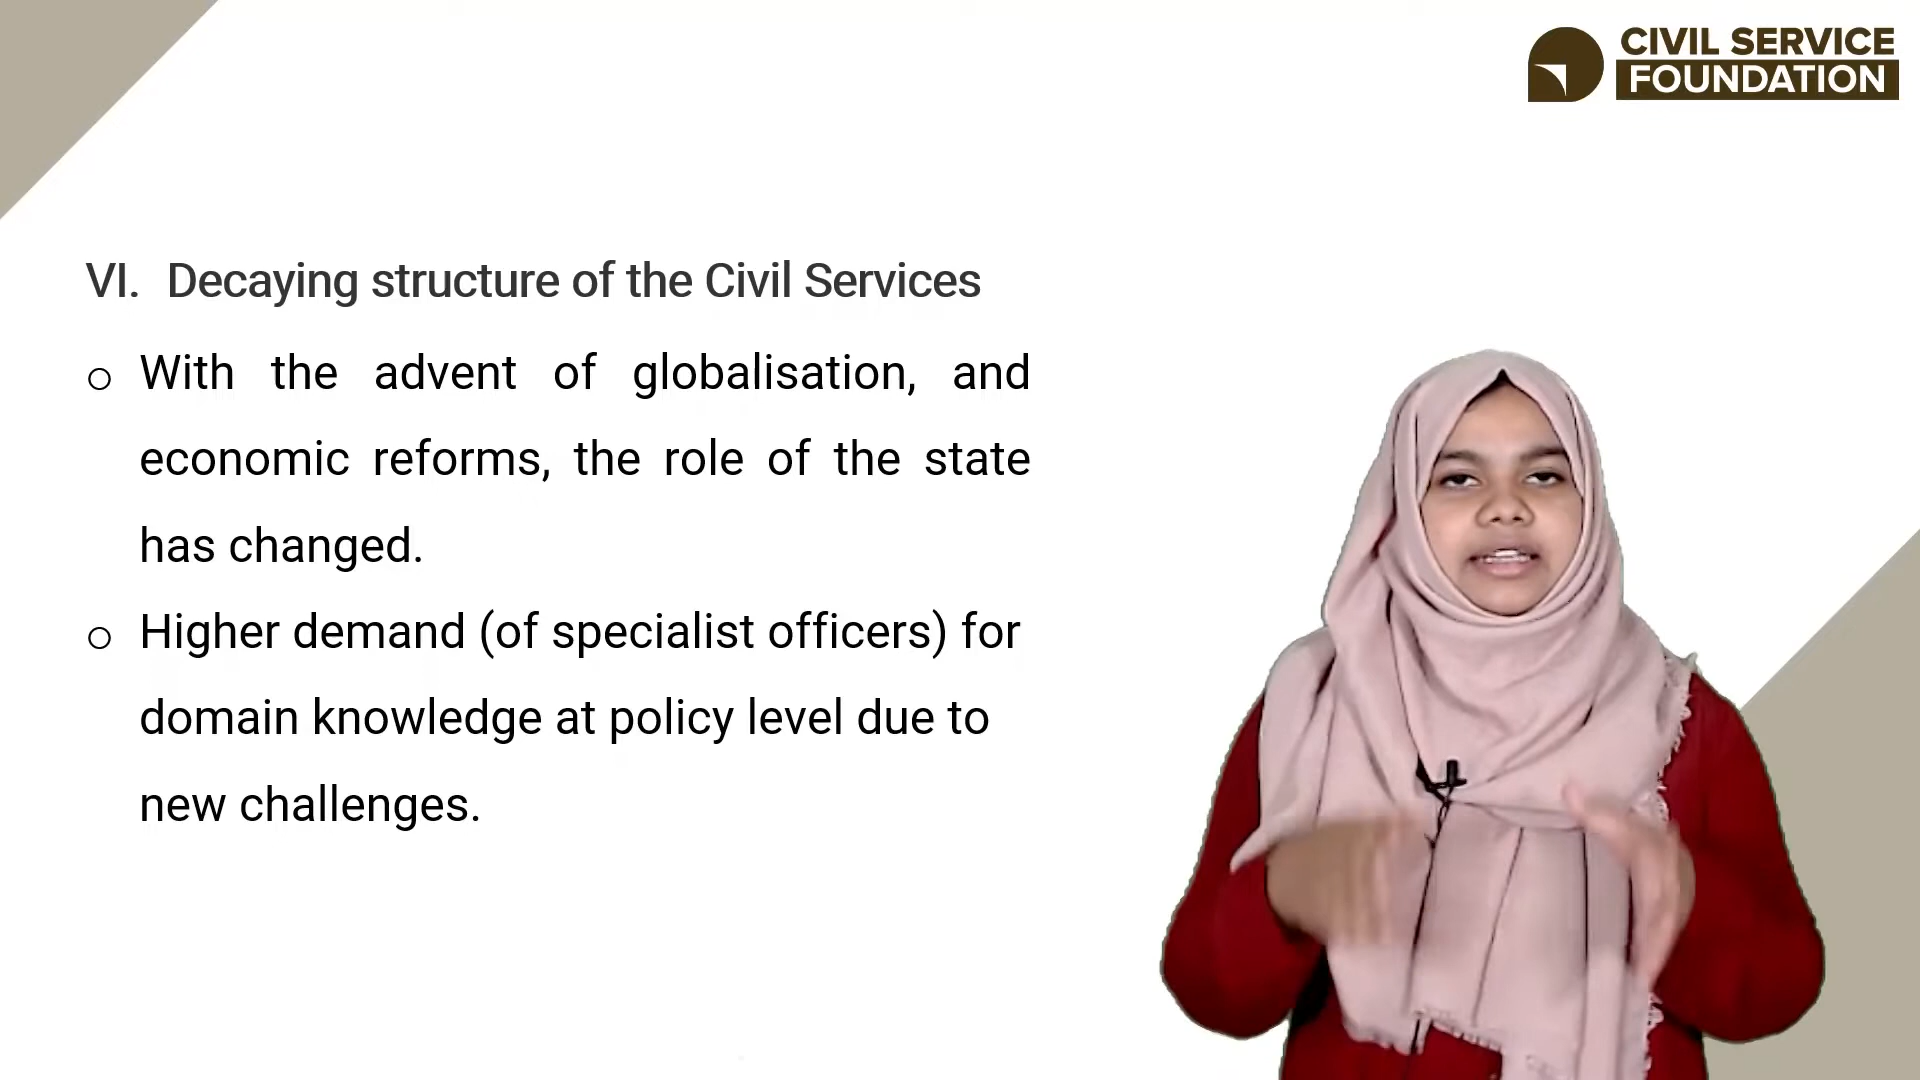 CIVIL SERVICE
FOUNDATION
VI. Decaying structure of the Civil Services
o With the advent of globalisation, and
economic reforms, the role of the state
has changed.
o Higher demand (of specialist officers) for
domain knowledge at policy level due to
new challenges.